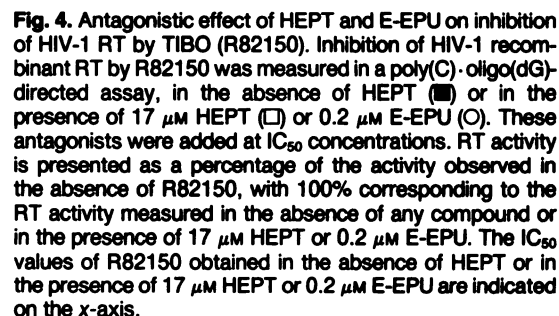 Fig. 4. Antagonistic effect of HEPT and E-EPU on inhibition
of HIV-1 RT by TIBO (R82150). Inhibition of HIV-1 recom-
binant RT by R82150 was measured in a poly(C)·oligo(dG)-
directed assay, in the absence of HEPT (■) or in the
presence of 17 μM HEPT (□) or 0.2 μM E-EPU (○). These
antagonists were added at IC₅₀ concentrations. RT activity
is presented as a percentage of the activity observed in
the absence of R82150, with 100% corresponding to the
RT activity measured in the absence of any compound or
in the presence of 17 μM HEPT or 0.2 μM E-EPU. The IC₅₀
values of R82150 obtained in the absence of HEPT or in
the presence of 17 μM HEPT or 0.2 μM E-EPU are indicated
on the x-axis.